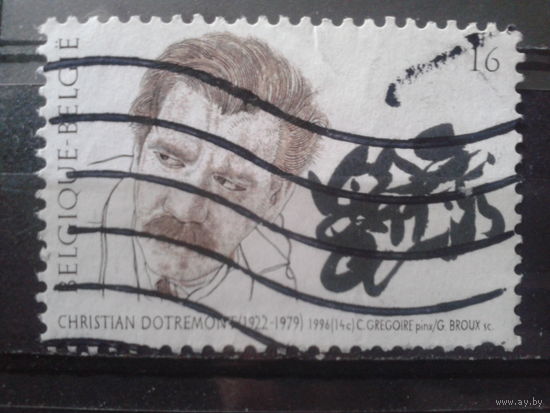 BELGIQUE-BELGIË
16
CHRISTIAN DOTREMONT (1922-1979) 1996(14c) C. GREGOIRE pinx/G. BROUX sc.
www.ay.by